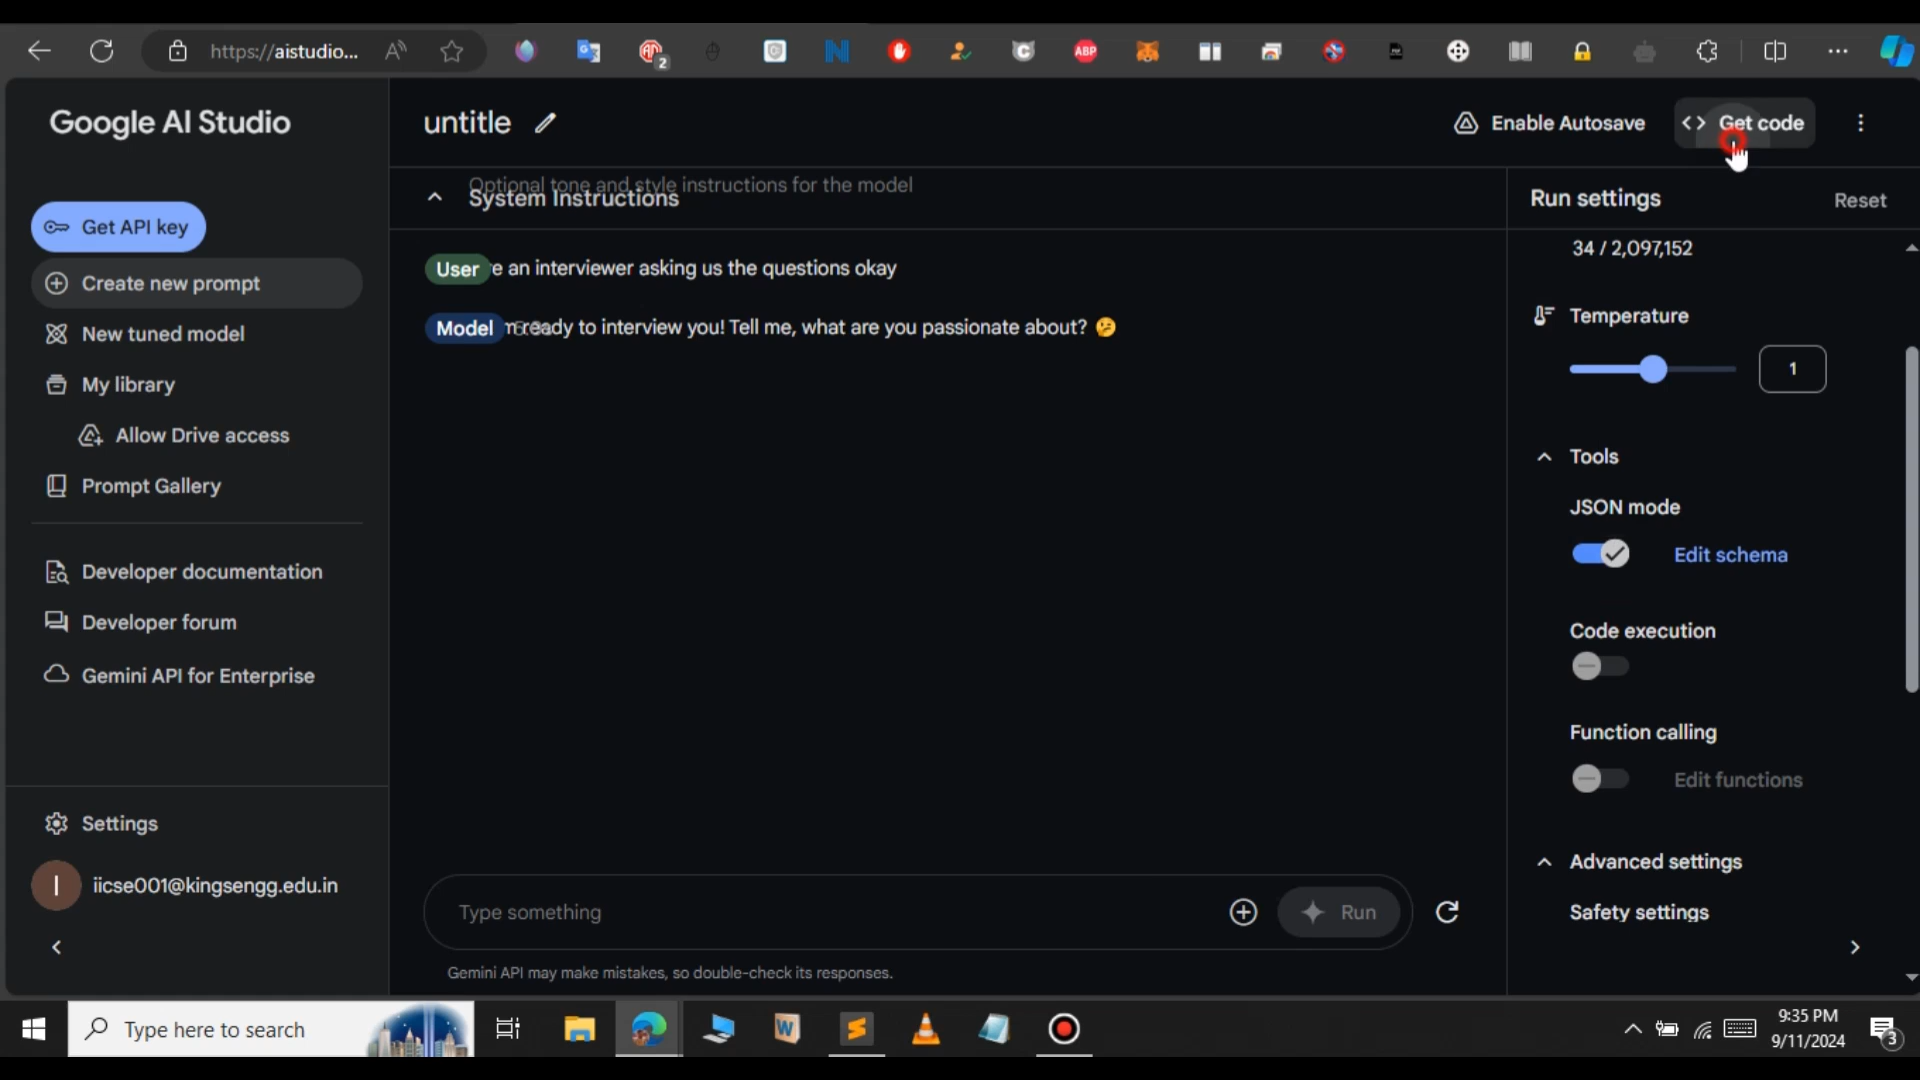 https://aistudio...
2
ABP
Google AI Studio
untitle
Enable Autosave
Get code
Optional tone and style instructions for the model
System Instructions
Run settings
Reset
Get API key
Create new prompt
New tuned model
My library
Allow Drive access
Prompt Gallery
Developer documentation
Developer forum
Gemini API for Enterprise
Settings
I
iicse001@kingsengg.edu.in
User
e an interviewer asking us the questions okay
Model
ready to interview you! Tell me, what are you passionate about? 🤔
34 / 2,097,152
Temperature
1
Tools
JSON mode
Edit schema
Code execution
Function calling
Edit functions
Advanced settings
Safety settings
Type something
Run
Gemini API may make mistakes, so double-check its responses.
Type here to search
9:35 PM
9/11/2024
3